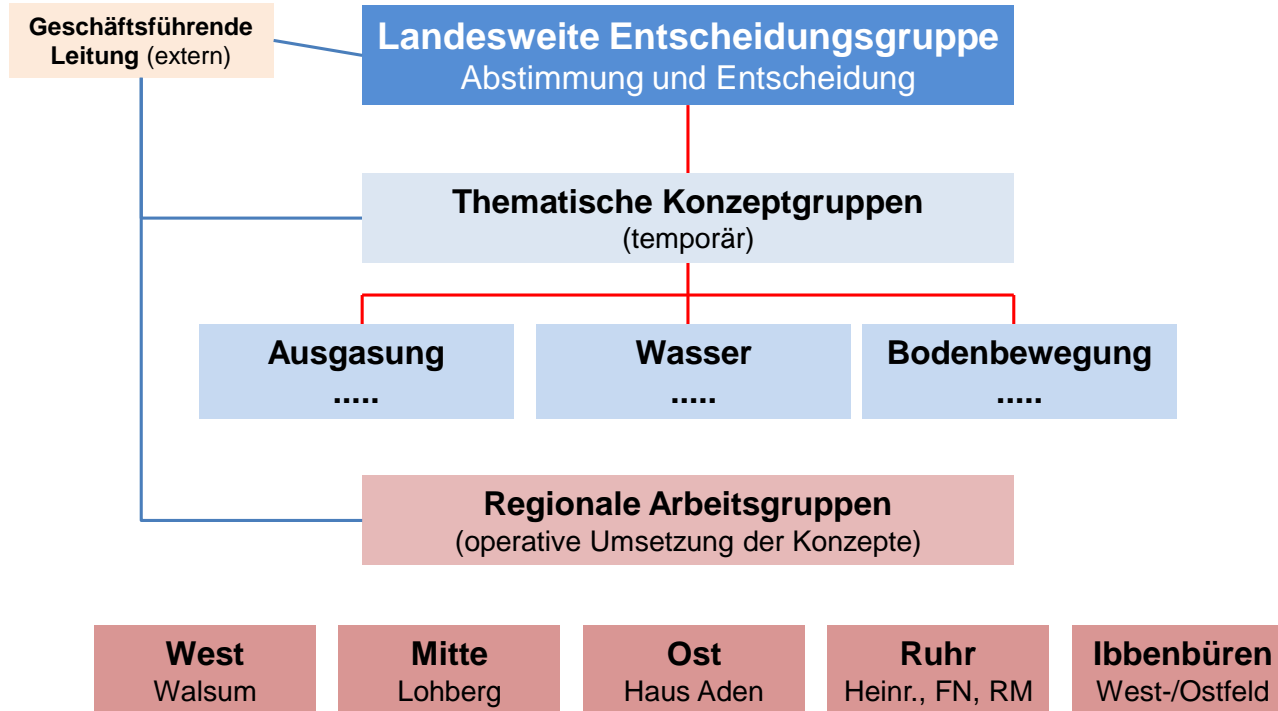 Geschäftsführende
Leitung (extern)
Landesweite Entscheidungsgruppe
Abstimmung und Entscheidung
Thematische Konzeptgruppen
(temporär)
Ausgasung
.....
Wasser
.....
Bodenbewegung
.....
Regionale Arbeitsgruppen
(operative Umsetzung der Konzepte)
West
Walsum
Mitte
Lohberg
Ost
Haus Aden
Ruhr
Heinr., FN, RM
Ibbenbüren
West-/Ostfeld